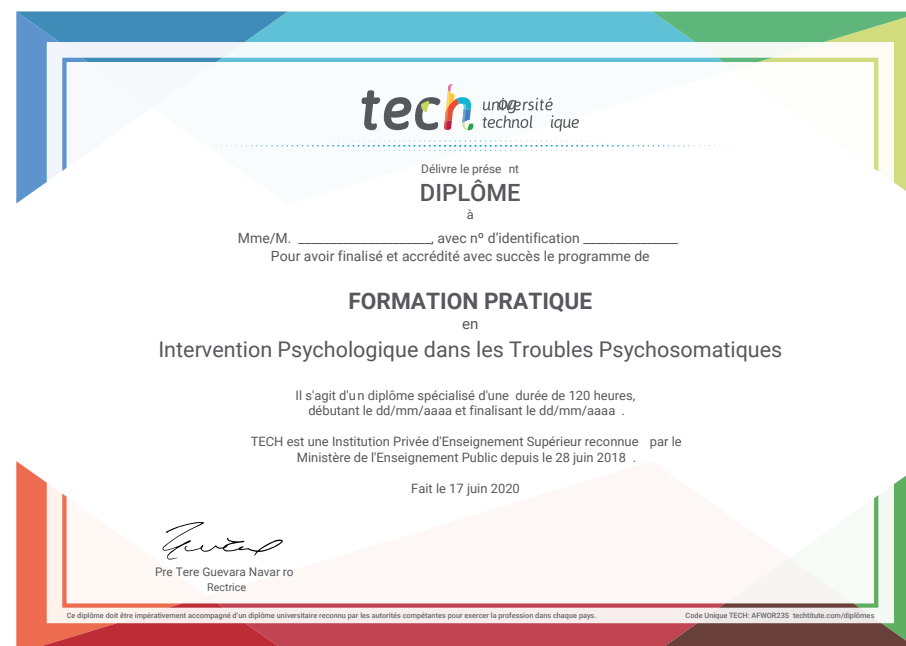 tech université
technologique
Délivre le présent
DIPLÔME
à
Mme/M. ______________________, avec nº d'identification ________________
Pour avoir finalisé et accrédité avec succès le programme de
FORMATION PRATIQUE
en
Intervention Psychologique dans les Troubles Psychosomatiques
Il s'agit d'un diplôme spécialisé d'une durée de 120 heures,
débutant le dd/mm/aaaa et finalisant le dd/mm/aaaa .
TECH est une Institution Privée d'Enseignement Supérieur reconnue par le
Ministère de l'Enseignement Public depuis le 28 juin 2018 .
Fait le 17 juin 2020
Pre Tere Guevara Navarro
Rectrice
Ce diplôme doit être impérativement accompagné d'un diplôme universitaire reconnu par les autorités compétantes pour exercer la profession dans chaque pays.
Code Unique TECH: AFWOR23S techtitute.com/diplômes